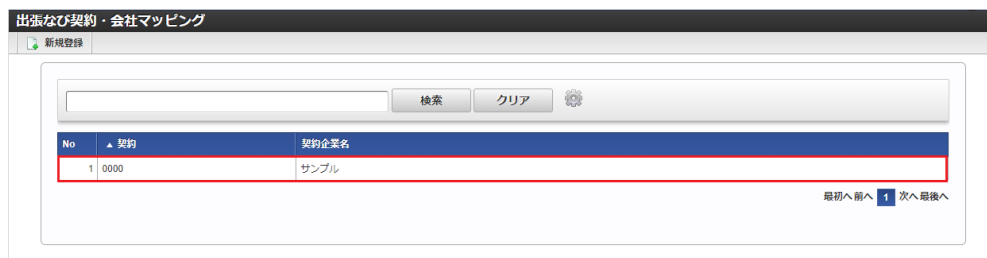 出張なび契約・会社マッピング
新規登録
検索 クリア
No ▲ 契約 契約企業名
1 0000 サンプル
最初へ 前へ 1 次へ 最後へ